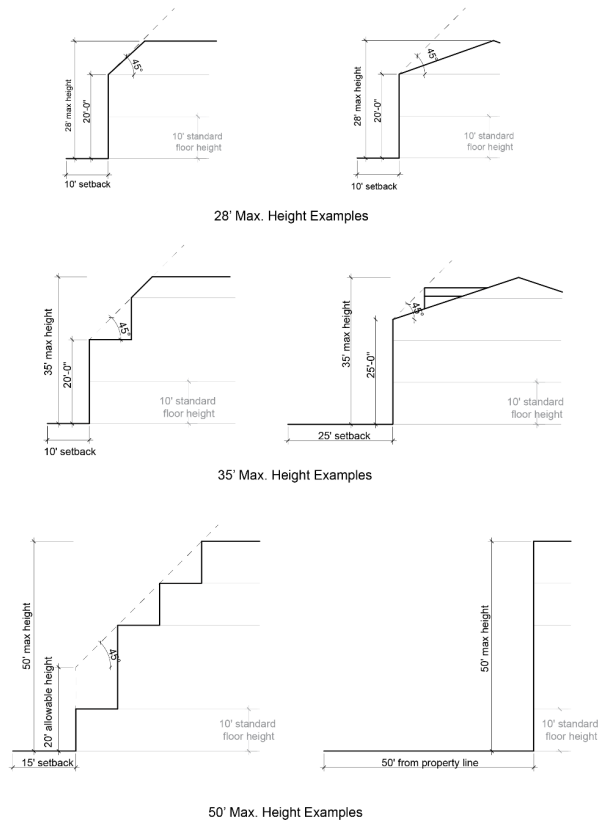 28' max height
20'-0"
45°
10' standard
floor height
10' setback
28' max height
20'-0"
45°
10' standard
floor height
10' setback
28' Max. Height Examples
35' max height
20'-0"
45°
10' standard
floor height
10' setback
35' max height
25'-0"
45°
10' standard
floor height
25' setback
35' Max. Height Examples
50' max height
20' allowable height
45°
10' standard
floor height
15' setback
50' max height
10' standard
floor height
50' from property line
50' Max. Height Examples